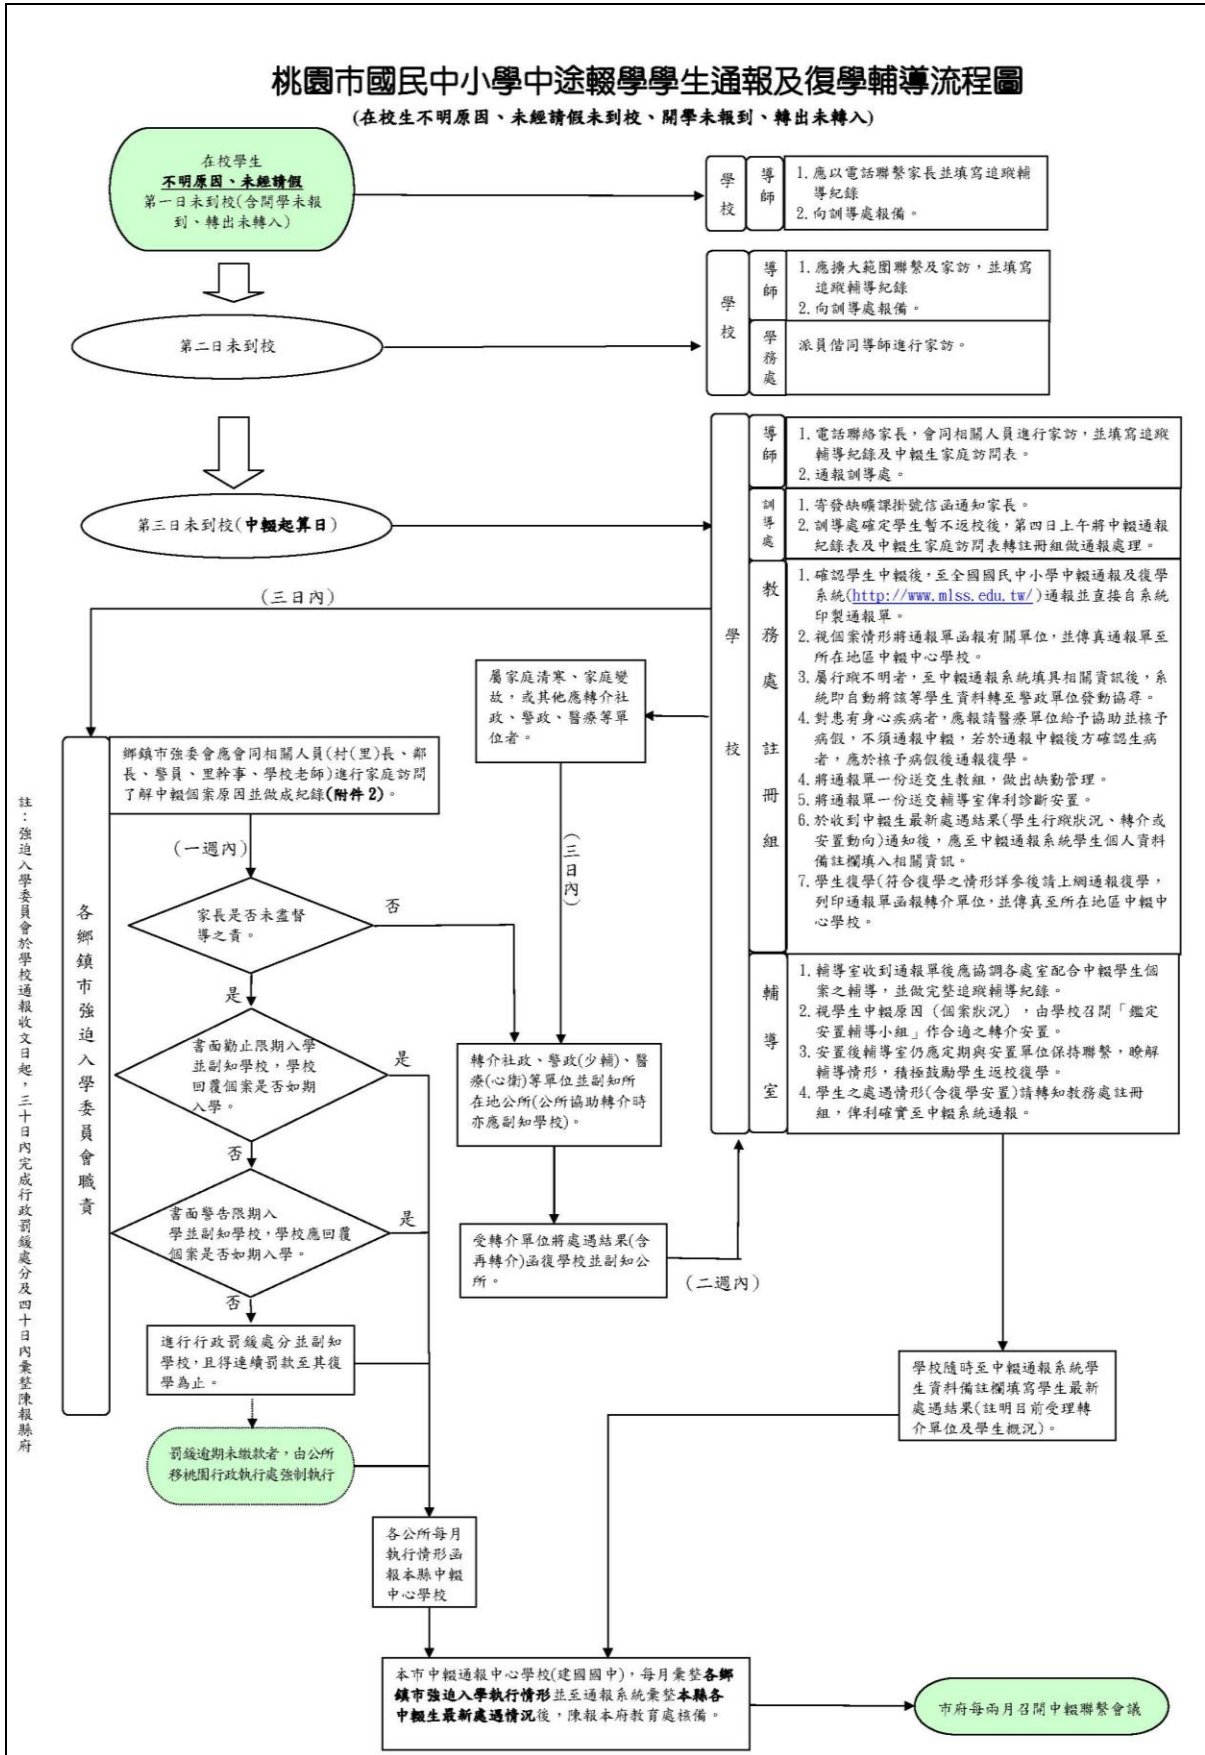 桃園市國民中小學中途輟學學生通報及復學輔導流程圖
(在校生不明原因、未經請假未到校、開學未報到、轉出未轉入)
在校學生
不明原因、未經請假
第一日未到校(含開學未報
到、轉出未轉入)
學校
導師
1.應以電話聯繫家長並填寫追蹤輔
導紀錄
2.向訓導處報備。
第二日未到校
學校
導師
1.應擴大範圍聯繫及家訪,並填寫
追蹤輔導紀錄
2.向訓導處報備。
學務處
派員偕同導師進行家訪。
第三日未到校(中輟起算日)
學校
導師
1.電話聯絡家長,會同相關人員進行家訪,並填寫追蹤
輔導紀錄及中輟生家庭訪問表。
2.通報訓導處。
訓導處
1.寄發缺曠課掛號信函通知家長。
2.訓導處確定學生暫不返校後,第四日上午將中輟通報
紀錄表及中輟生家庭訪問表轉註冊組做通報處理。
教務處註冊組
1.確認學生中輟後,至全國國民中小學中輟通報及復學
系統(http://www.mlss.edu.tw/)通報並直接自系統
印製通報單。
2.視個案情形將通報單函報有關單位,並傳真通報單至
所在地區中輟中心學校。
3.屬行蹤不明者,至中輟通報系統填具相關資訊後,系
統即自動將該等學生資料轉至警政單位發動協尋。
4.對患有身心疾病者,應報請醫療單位給予協助並核予
病假,不須通報中輟,若於通報中輟後方確認生病
者,應於核予病假後通報復學。
4.將通報單一份送交生教組,做出缺勤管理。
5.將通報單一份送交輔導室俾利診斷安置。
6.於收到中輟生最新處遇結果(學生行蹤狀況、轉介或
安置動向)通知後,應至中輟通報系統學生個人資料
備註欄填入相關資訊。
7.學生復學(符合復學之情形詳參後請上網通報復學,
列印通報單函報轉介單位,並傳真至所在地區中輟中
心學校。
輔導室
1.輔導室收到通報單後應協調各處室配合中輟學生個
案之輔導,並做完整追蹤輔導紀錄。
2.視學生中輟原因(個案狀況),由學校召開「鑑定
安置輔導小組」作合適之轉介安置。
3.安置後輔導室仍應定期與安置單位保持聯繫,瞭解
輔導情形,積極鼓勵學生返校復學。
4.學生之處遇情形(含復學安置)請轉知教務處註冊
組,俾利確實至中輟系統通報。
(三日內)
屬家庭清寒、家庭變
故,或其他應轉介社
政、警政、醫療等單
位者。
(三日內)
各鄉鎮市強迫入學委員會職責
鄉鎮市強委會應會同相關人員(村(里)長、鄰
長、警員、里幹事、學校老師)進行家庭訪問
了解中輟個案原因並做成紀錄(附件2)。
(一週內)
家長是否未盡督
導之責。
否
是
書面勸止限期入學
並副知學校,學校
回覆個案是否如期
入學。
是
否
書面警告限期入
學並副知學校,學校應回覆
個案是否如期入學。
是
否
進行行政罰鍰處分並副知
學校,且得連續罰款至其復
學為止。
罰鍰逾期未繳款者,由公所
移桃園行政執行處強制執行
轉介社政、警政(少輔)、醫
療(心衛)等單位並副知所
在地公所(公所協助轉介時
亦應副知學校)。
受轉介單位將處遇結果(含
再轉介)函復學校並副知公
所。
(二週內)
學校隨時至中輟通報系統學
生資料備註欄填寫學生最新
處遇結果(註明目前受理轉
介單位及學生概況)。
各公所每月
執行情形函
報本縣中輟
中心學校
本市中輟通報中心學校(建國國中),每月彙整各鄉
鎮市強迫入學執行情形並至通報系統彙整本縣各
中輟生最新處遇情況後,陳報本府教育處核備。
市府每兩月召開中輟聯繫會議
註:強迫入學委員會於學校通報收文日起,三十日內完成行政罰鍰處分及四十日內彙整陳報縣府